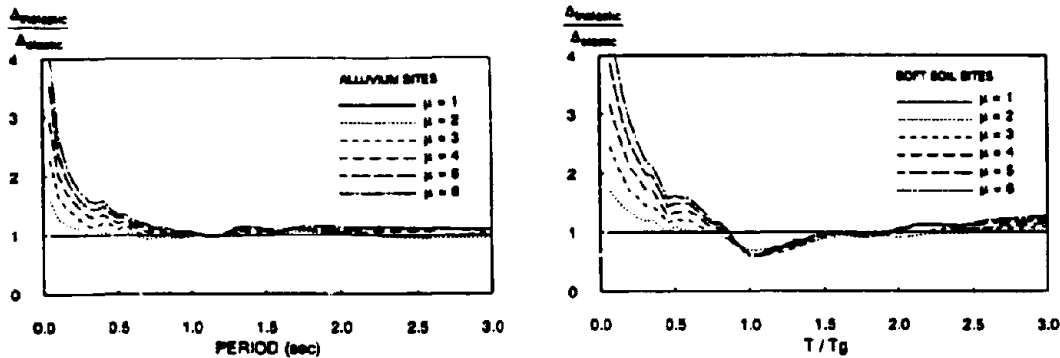 Δinelastic
Δelastic
4
3
2
1
0
ALLUVIUM SITES
μ = 1
μ = 2
μ = 3
μ = 4
μ = 5
μ = 6
0.0 0.5 1.0 1.5 2.0 2.5 3.0
PERIOD (sec)
Δinelastic
Δelastic
4
3
2
1
0
SOFT SOIL SITES
μ = 1
μ = 2
μ = 3
μ = 4
μ = 5
μ = 6
0.0 0.5 1.0 1.5 2.0 2.5 3.0
T / Tg